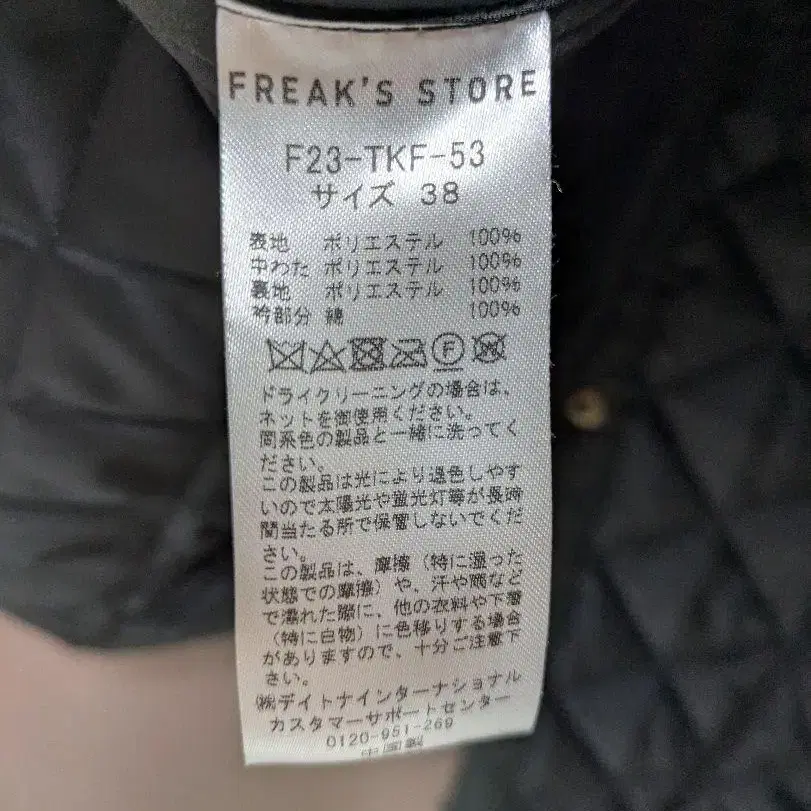 FREAK'S STORE
F23-TKF-53
サイズ 38
表地 ポリエステル 100%
中わた ポリエステル 100%
裏地 ポリエステル 100%
衿部分 綿 100%
F
ドライクリーニングの場合は、
ネットを御使用ください。
同系色の製品と一緒に洗ってく
ださい。
この製品は光により退色しやす
いので太陽光や蛍光灯等が長時
間当たる所で保管しないでくだ
さい。
この製品は、摩擦(特に湿った
状態での摩擦)や、汗や雨など
で濡れた際に、他の衣料や下着
(特に白物)に色移りする場合
がありますので、十分ご注意下
さい。
㈱デイトナインターナショナル
カスタマーサポートセンター
0120-951-269
中国製